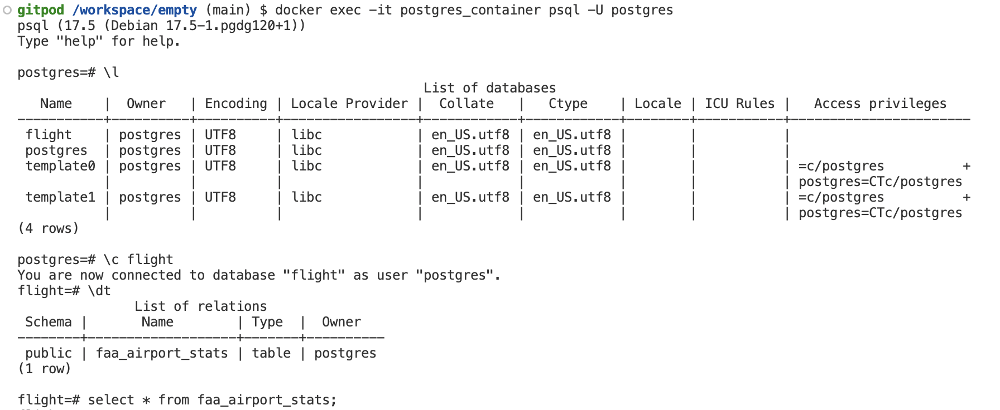 gitpod /workspace/empty (main) $ docker exec -it postgres_container psql -U postgres
psql (17.5 (Debian 17.5-1.pgdg120+1))
Type "help" for help.

postgres=# \l
                                                    List of databases
   Name    |  Owner   | Encoding | Locale Provider |  Collate   |   Ctype    | Locale | ICU Rules |   Access privileges
-----------+----------+----------+-----------------+------------+------------+--------+-----------+-----------------------
 flight    | postgres | UTF8     | libc            | en_US.utf8 | en_US.utf8 |        |           |
 postgres  | postgres | UTF8     | libc            | en_US.utf8 | en_US.utf8 |        |           |
 template0 | postgres | UTF8     | libc            | en_US.utf8 | en_US.utf8 |        |           | =c/postgres          +
           |          |          |                 |            |            |        |           | postgres=CTc/postgres
 template1 | postgres | UTF8     | libc            | en_US.utf8 | en_US.utf8 |        |           | =c/postgres          +
           |          |          |                 |            |            |        |           | postgres=CTc/postgres
(4 rows)

postgres=# \c flight
You are now connected to database "flight" as user "postgres".
flight=# \dt
               List of relations
 Schema |       Name        | Type  |  Owner
--------+-------------------+-------+----------
 public | faa_airport_stats | table | postgres
(1 row)

flight=# select * from faa_airport_stats;